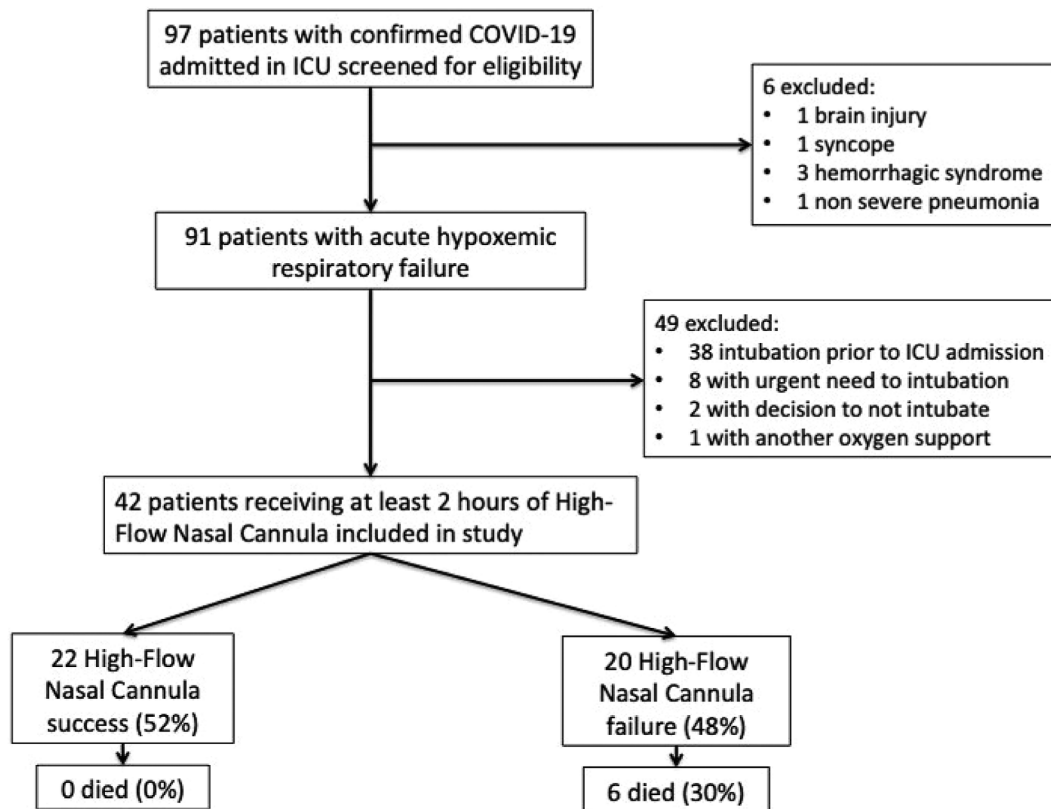 97 patients with confirmed COVID-19
admitted in ICU screened for eligibility
6 excluded:
• 1 brain injury
• 1 syncope
• 3 hemorrhagic syndrome
• 1 non severe pneumonia
91 patients with acute hypoxemic
respiratory failure
49 excluded:
• 38 intubation prior to ICU admission
• 8 with urgent need to intubation
• 2 with decision to not intubate
• 1 with another oxygen support
42 patients receiving at least 2 hours of High-
Flow Nasal Cannula included in study
22 High-Flow
Nasal Cannula
success (52%)
0 died (0%)
20 High-Flow
Nasal Cannula
failure (48%)
6 died (30%)